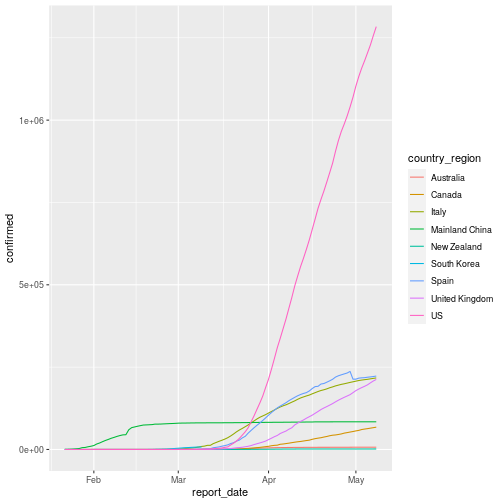 confirmed
1e+06
5e+05
0e+00
Feb
Mar
Apr
May
report_date
country_region
Australia
Canada
Italy
Mainland China
New Zealand
South Korea
Spain
United Kingdom
US